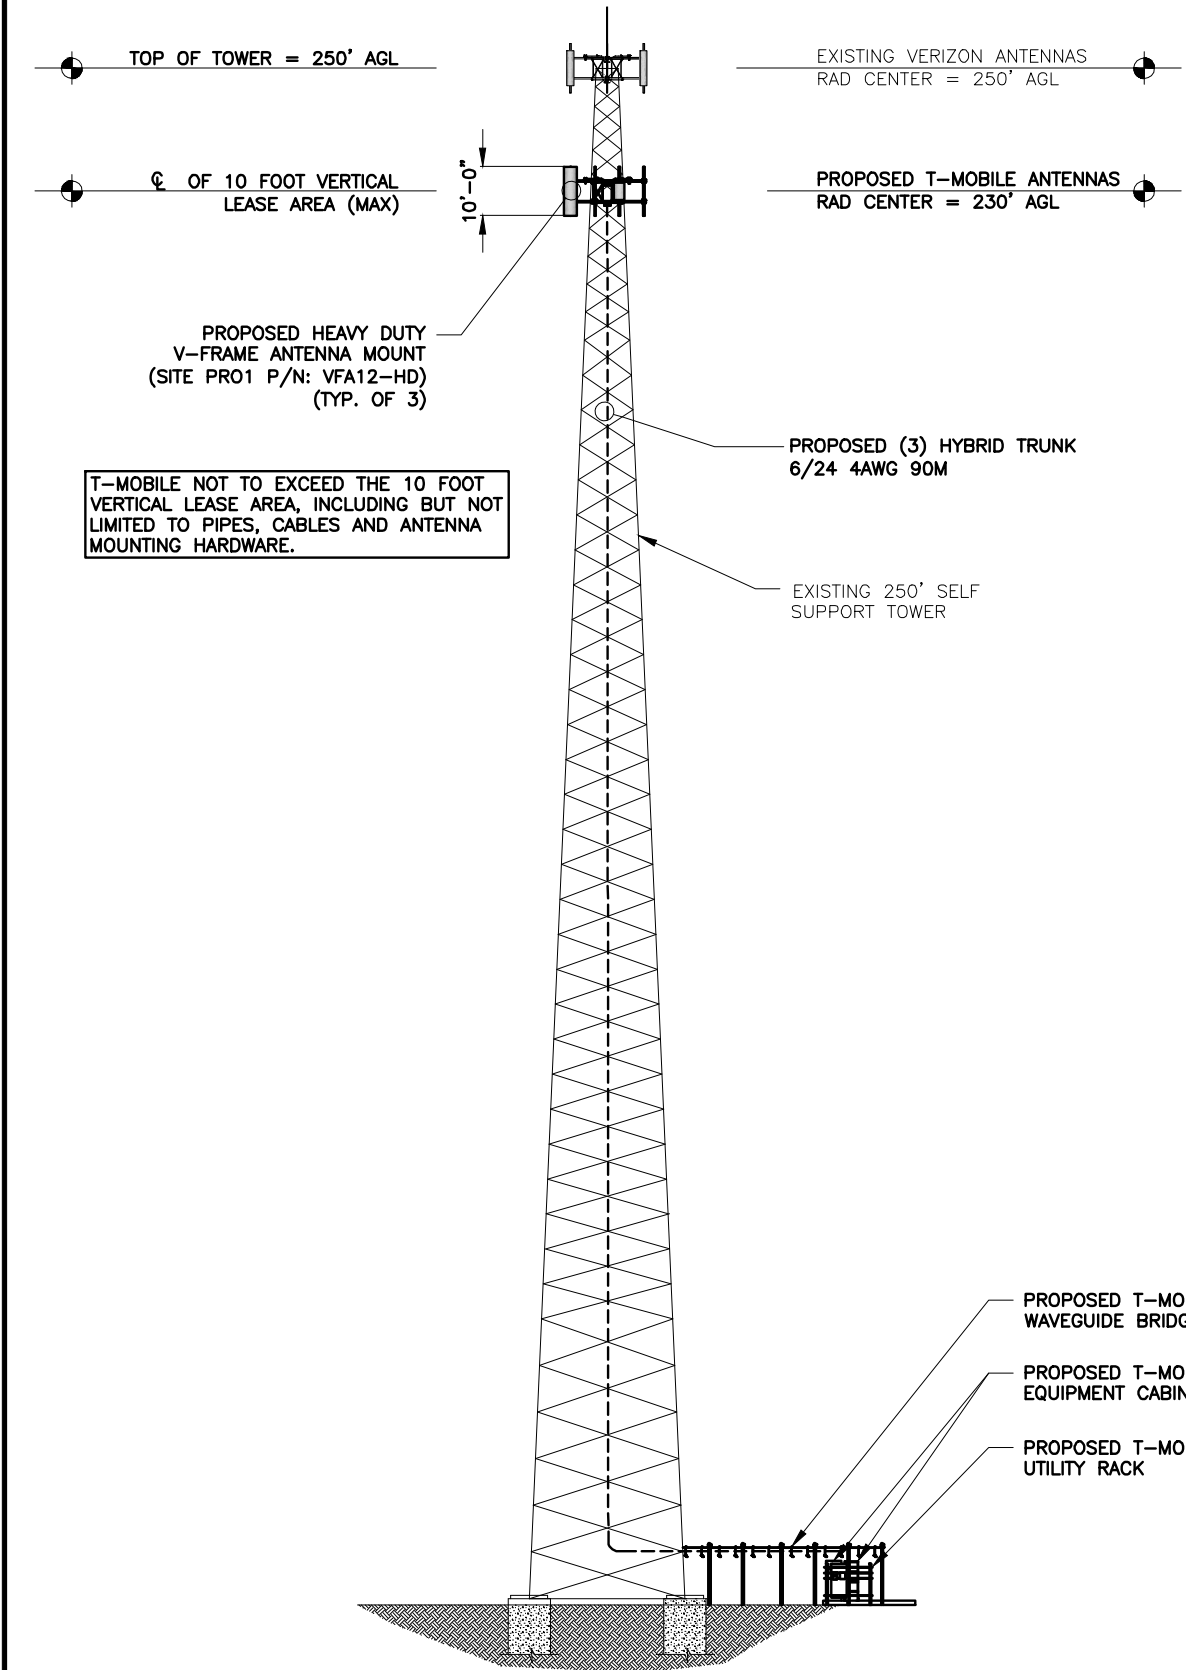 TOP OF TOWER = 250' AGL
EXISTING VERIZON ANTENNAS
RAD CENTER = 250' AGL
℄ OF 10 FOOT VERTICAL
LEASE AREA (MAX)
10'-0"
PROPOSED T-MOBILE ANTENNAS
RAD CENTER = 230' AGL
PROPOSED HEAVY DUTY
V-FRAME ANTENNA MOUNT
(SITE PRO1 P/N: VFA12-HD)
(TYP. OF 3)
PROPOSED (3) HYBRID TRUNK
6/24 4AWG 90M
T-MOBILE NOT TO EXCEED THE 10 FOOT
VERTICAL LEASE AREA, INCLUDING BUT NOT
LIMITED TO PIPES, CABLES AND ANTENNA
MOUNTING HARDWARE.
EXISTING 250' SELF
SUPPORT TOWER
PROPOSED T-MO
WAVEGUIDE BRIDG
PROPOSED T-MO
EQUIPMENT CABIN
PROPOSED T-MO
UTILITY RACK